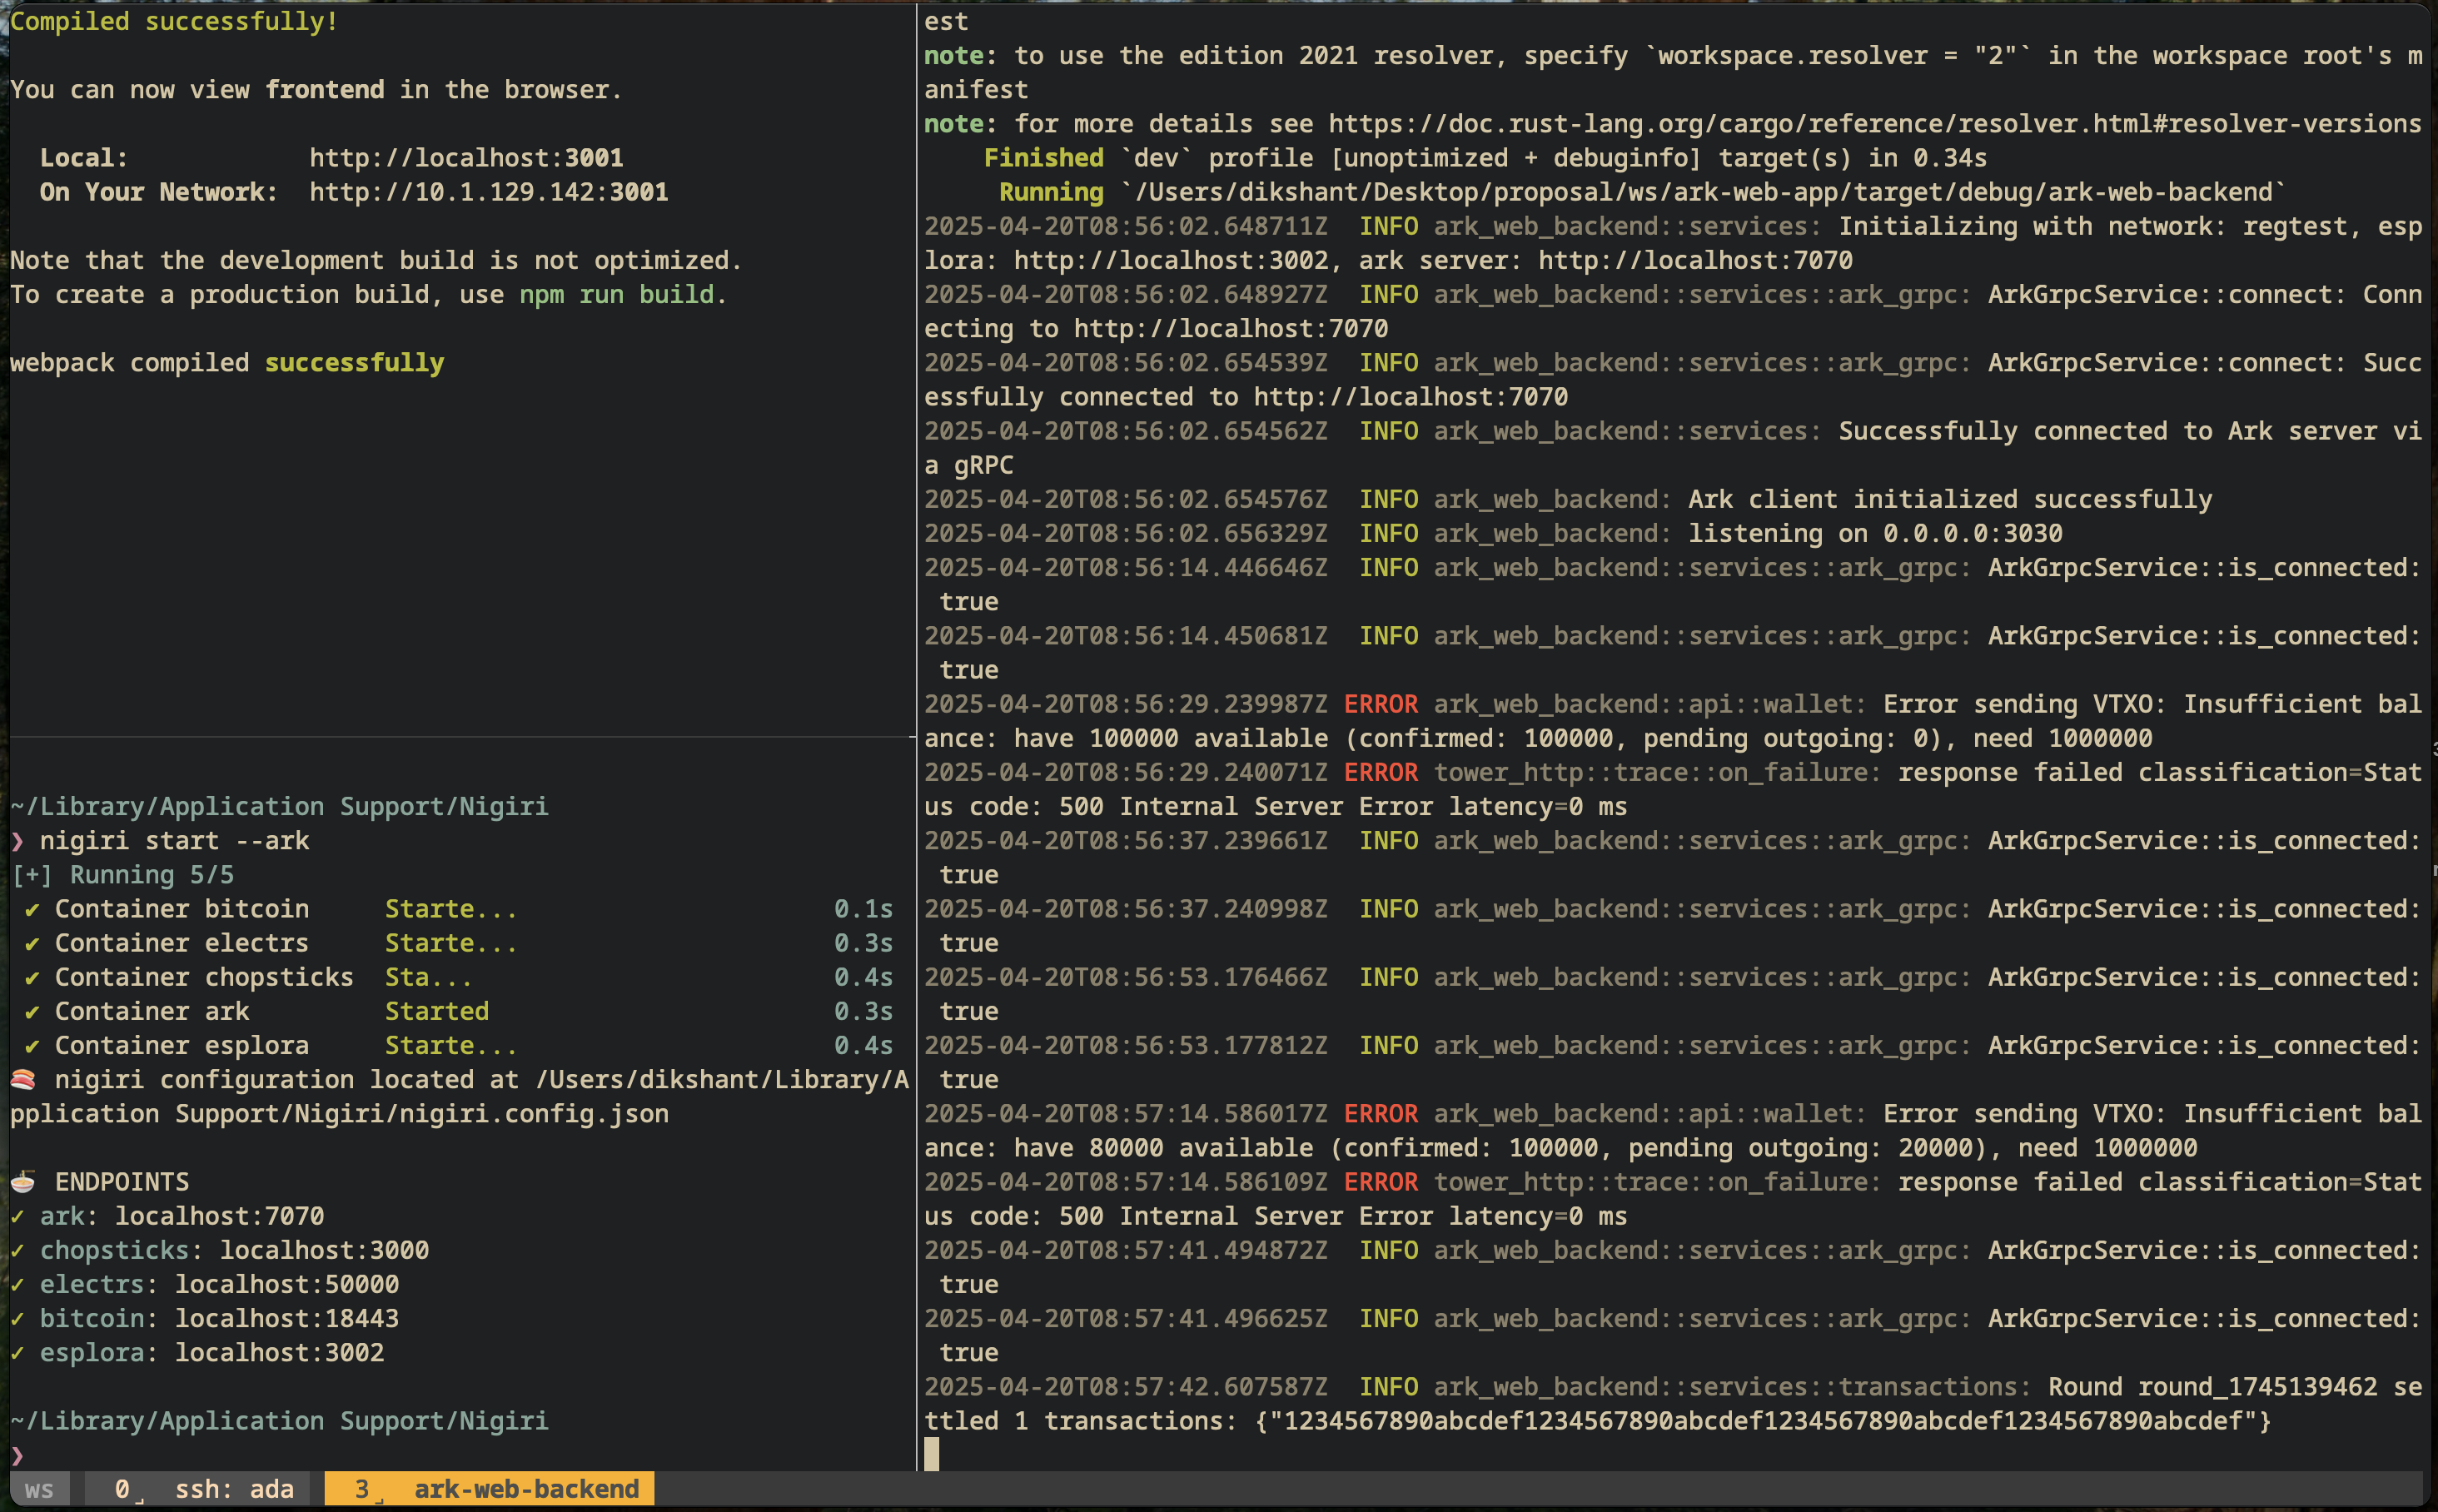 Compiled successfully!
You can now view frontend in the browser.
Local: http://localhost:3001
On Your Network: http://10.1.129.142:3001
Note that the development build is not optimized.
To create a production build, use npm run build.
webpack compiled successfully
~/Library/Application Support/Nigiri
❯ nigiri start --ark
[+] Running 5/5
✔ Container bitcoin Starte... 0.1s
✔ Container electrs Starte... 0.3s
✔ Container chopsticks Sta... 0.4s
✔ Container ark Started 0.3s
✔ Container esplora Starte... 0.4s
🍣 nigiri configuration located at /Users/dikshant/Library/A
pplication Support/Nigiri/nigiri.config.json
🍜 ENDPOINTS
✓ ark: localhost:7070
✓ chopsticks: localhost:3000
✓ electrs: localhost:50000
✓ bitcoin: localhost:18443
✓ esplora: localhost:3002
~/Library/Application Support/Nigiri
❯
est
note: to use the edition 2021 resolver, specify `workspace.resolver = "2"` in the workspace root's m
anifest
note: for more details see https://doc.rust-lang.org/cargo/reference/resolver.html#resolver-versions
Finished `dev` profile [unoptimized + debuginfo] target(s) in 0.34s
Running `/Users/dikshant/Desktop/proposal/ws/ark-web-app/target/debug/ark-web-backend`
2025-04-20T08:56:02.648711Z INFO ark_web_backend::services: Initializing with network: regtest, esp
lora: http://localhost:3002, ark server: http://localhost:7070
2025-04-20T08:56:02.648927Z INFO ark_web_backend::services::ark_grpc: ArkGrpcService::connect: Conn
ecting to http://localhost:7070
2025-04-20T08:56:02.654539Z INFO ark_web_backend::services::ark_grpc: ArkGrpcService::connect: Succ
essfully connected to http://localhost:7070
2025-04-20T08:56:02.654562Z INFO ark_web_backend::services: Successfully connected to Ark server vi
a gRPC
2025-04-20T08:56:02.654576Z INFO ark_web_backend: Ark client initialized successfully
2025-04-20T08:56:02.656329Z INFO ark_web_backend: listening on 0.0.0.0:3030
2025-04-20T08:56:14.446646Z INFO ark_web_backend::services::ark_grpc: ArkGrpcService::is_connected:
true
2025-04-20T08:56:14.450681Z INFO ark_web_backend::services::ark_grpc: ArkGrpcService::is_connected:
true
2025-04-20T08:56:29.239987Z ERROR ark_web_backend::api::wallet: Error sending VTXO: Insufficient bal
ance: have 100000 available (confirmed: 100000, pending outgoing: 0), need 1000000
2025-04-20T08:56:29.240071Z ERROR tower_http::trace::on_failure: response failed classification=Stat
us code: 500 Internal Server Error latency=0 ms
2025-04-20T08:56:37.239661Z INFO ark_web_backend::services::ark_grpc: ArkGrpcService::is_connected:
true
2025-04-20T08:56:37.240998Z INFO ark_web_backend::services::ark_grpc: ArkGrpcService::is_connected:
true
2025-04-20T08:56:53.176466Z INFO ark_web_backend::services::ark_grpc: ArkGrpcService::is_connected:
true
2025-04-20T08:56:53.177812Z INFO ark_web_backend::services::ark_grpc: ArkGrpcService::is_connected:
true
2025-04-20T08:57:14.586017Z ERROR ark_web_backend::api::wallet: Error sending VTXO: Insufficient bal
ance: have 80000 available (confirmed: 100000, pending outgoing: 20000), need 1000000
2025-04-20T08:57:14.586109Z ERROR tower_http::trace::on_failure: response failed classification=Stat
us code: 500 Internal Server Error latency=0 ms
2025-04-20T08:57:41.494872Z INFO ark_web_backend::services::ark_grpc: ArkGrpcService::is_connected:
true
2025-04-20T08:57:41.496625Z INFO ark_web_backend::services::ark_grpc: ArkGrpcService::is_connected:
true
2025-04-20T08:57:42.607587Z INFO ark_web_backend::services::transactions: Round round_1745139462 se
ttled 1 transactions: {"1234567890abcdef1234567890abcdef1234567890abcdef1234567890abcdef"}
ws 0 ssh: ada 3 ark-web-backend